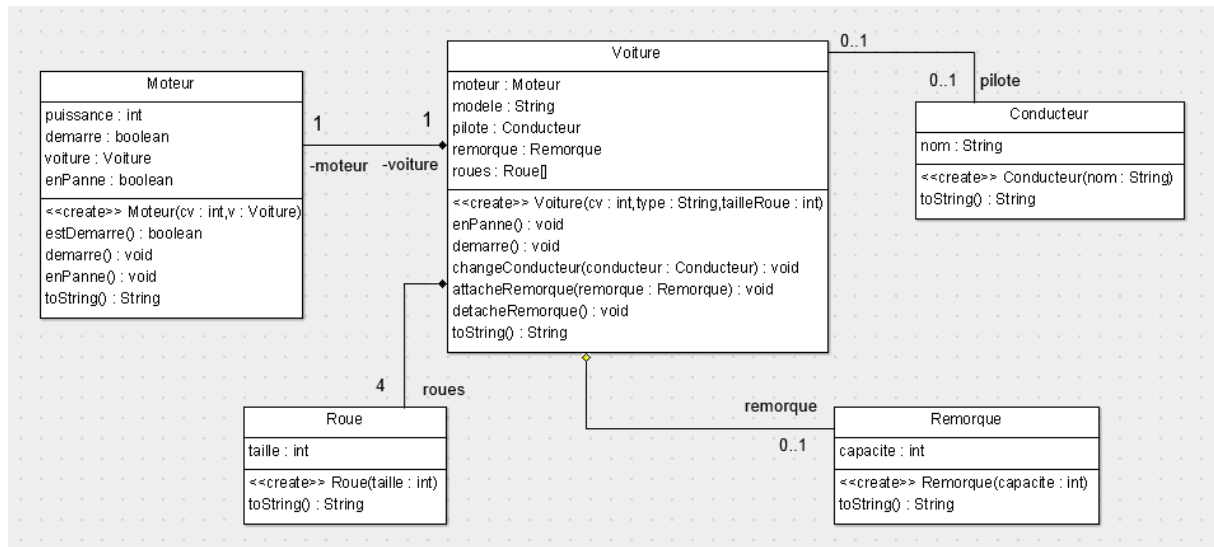 Moteur
puissance : int
demarre : boolean
voiture : Voiture
enPanne : boolean
<<create>> Moteur(cv : int,v : Voiture)
estDemarre() : boolean
demarre() : void
enPanne() : void
toString() : String
1
1
-moteur
-voiture
Voiture
moteur : Moteur
modele : String
pilote : Conducteur
remorque : Remorque
roues : Roue[]
<<create>> Voiture(cv : int,type : String,tailleRoue : int)
enPanne() : void
demarre() : void
changeConducteur(conducteur : Conducteur) : void
attacheRemorque(remorque : Remorque) : void
detacheRemorque() : void
toString() : String
0..1
0..1
pilote
Conducteur
nom : String
<<create>> Conducteur(nom : String)
toString() : String
4
roues
Roue
taille : int
<<create>> Roue(taille : int)
toString() : String
remorque
0..1
Remorque
capacite : int
<<create>> Remorque(capacite : int)
toString() : String